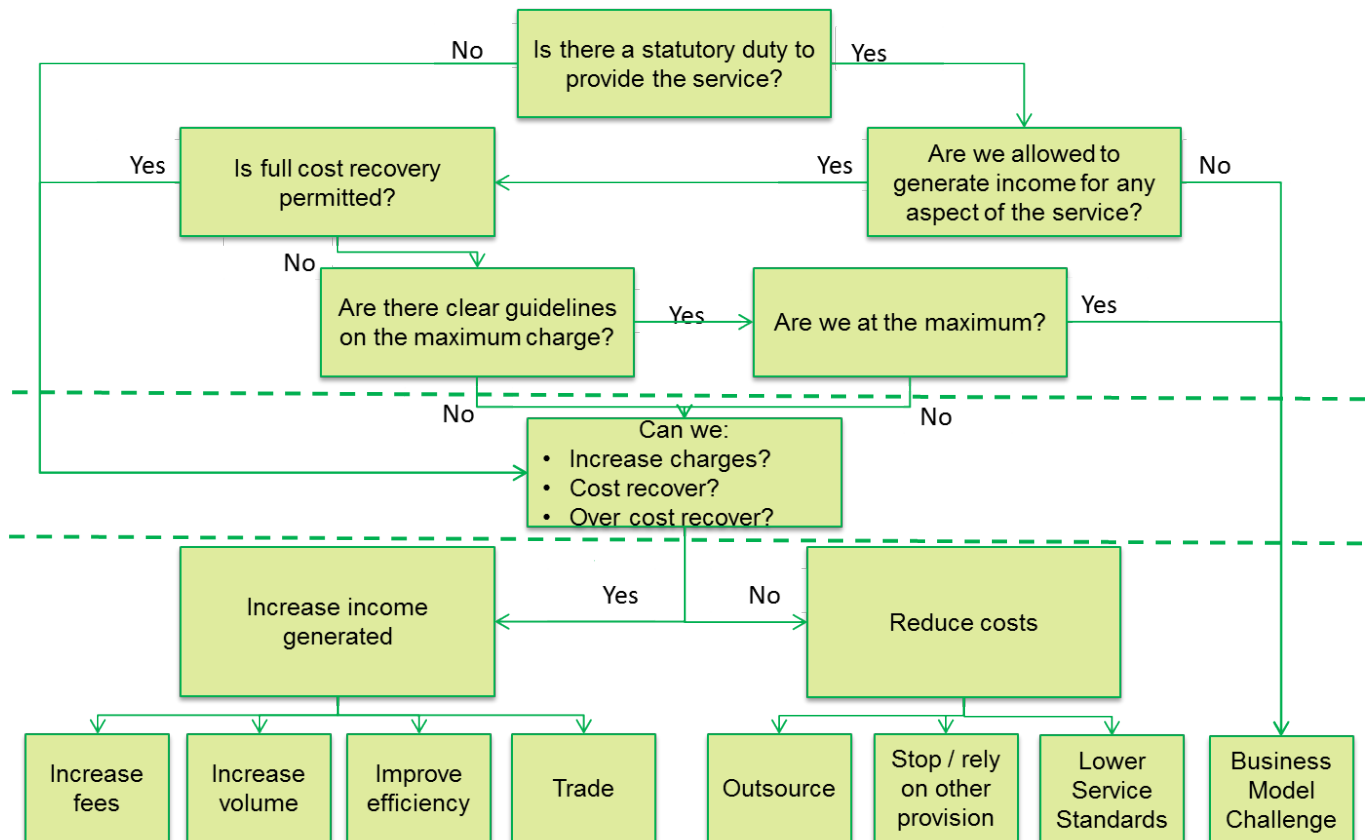 No
Is there a statutory duty to
provide the service?
Yes
Yes
Is full cost recovery
permitted?
Yes
Are we allowed to
generate income for any
aspect of the service?
No
No
Are there clear guidelines
on the maximum charge?
Yes
Are we at the maximum?
Yes
No
No
Can we:
• Increase charges?
• Cost recover?
• Over cost recover?
Increase income
generated
Yes
No
Reduce costs
Increase
fees
Increase
volume
Improve
efficiency
Trade
Outsource
Stop / rely
on other
provision
Lower
Service
Standards
Business
Model
Challenge